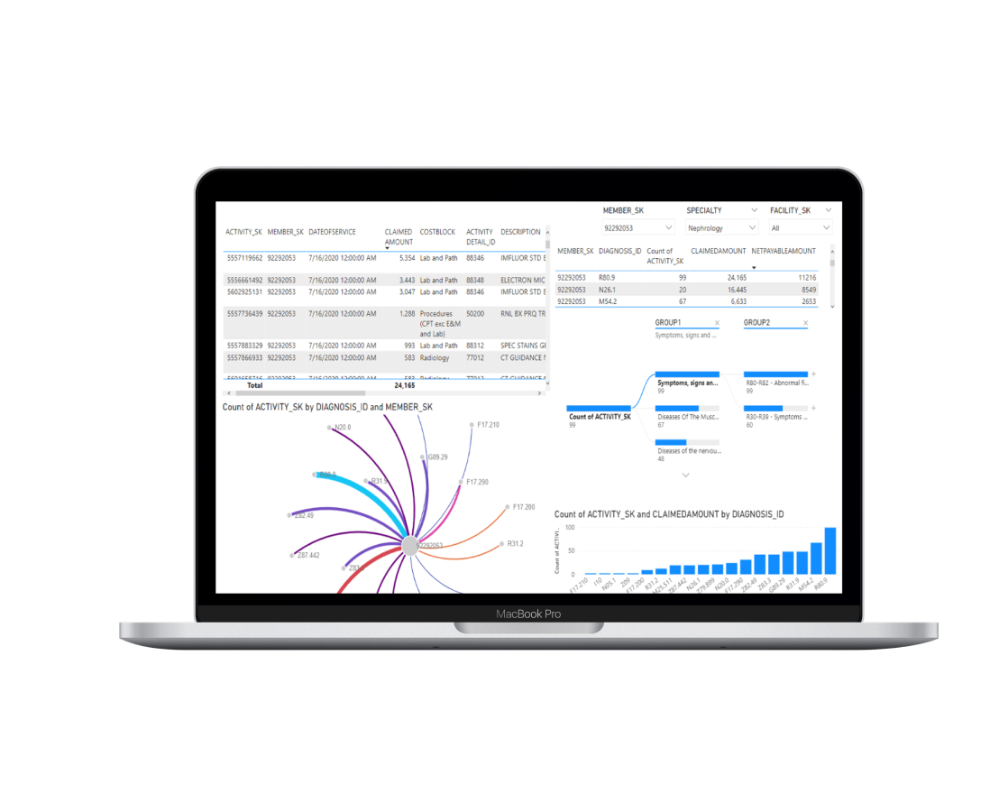 MEMBER_SK SPECIALTY FACILITY_SK
92292053 Nephrology All
ACTIVITY_SK MEMBER_SK DATEOFSERVICE CLAIMED COSTBLOCK ACTIVITY DESCRIPTION
AMOUNT DETAIL_ID
5557119662 92292053 7/16/2020 12:00:00 AM 5,354 Lab and Path 88346 IMFLUOR STD E
5556661492 92292053 7/16/2020 12:00:00 AM 3,443 Lab and Path 88348 ELECTRON MIC
5602925131 92292053 7/16/2020 12:00:00 AM 3,047 Lab and Path 88346 IMFLUOR STD E
5557736439 92292053 7/16/2020 12:00:00 AM 1,288 Procedures 50200 RNL BX PRQ TR
(CPT exc E&M
and Lab)
5557883329 92292053 7/16/2020 12:00:00 AM 993 Lab and Path 88312 SPEC STAINS GI
5557866933 92292053 7/16/2020 12:00:00 AM 583 Radiology 77012 CT GUIDANCE
92292053 7/16/2020 12:00:00 AM 583 Radiology 77012 CT GUIDANCE
Total 24,165
MEMBER_SK DIAGNOSIS_ID Count of CLAIMEDAMOUNT NETPAYABLEAMOUNT
ACTIVITY_SK
92292053 R80.9 99 24,165 11216
92292053 N26.1 20 16,445 8549
92292053 M54.2 67 6,633 2653
GROUP1 x GROUP2 x
Symptoms, signs and ...
Symptoms, signs an... R80-R82 - Abnormal fi...
99 99
Count of ACTIVITY_SK Diseases Of The Musc... R30-R39 - Symptoms ...
99 67 60
Diseases of the nervou...
48
Count of ACTIVITY_SK by DIAGNOSIS_ID and MEMBER_SK
N20.0 F17.210
G89.29
R80.9 R31.9 F17.290
Z82.49 F17.200
92292053 R31.2
Z87.442
Count of ACTIVITY_SK and CLAIMEDAMOUNT by DIAGNOSIS_ID
Count of ACTIVI...
100
50
0
F17.210 I10 N05.1 Z09 F17.200 R31.2 M25.511 Z87.442 N26.1 Z79.899 N20.0 F17.290 Z82.49 Z83.3 G89.29 R31.9 M54.2 R80.9
MacBook Pro